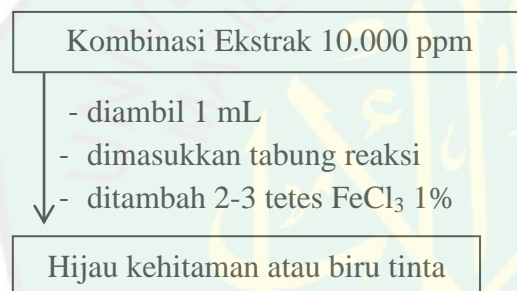 Kombinasi Ekstrak 10.000 ppm
- diambil 1 mL
- dimasukkan tabung reaksi
- ditambah 2-3 tetes FeCl₃ 1%
Hijau kehitaman atau biru tinta